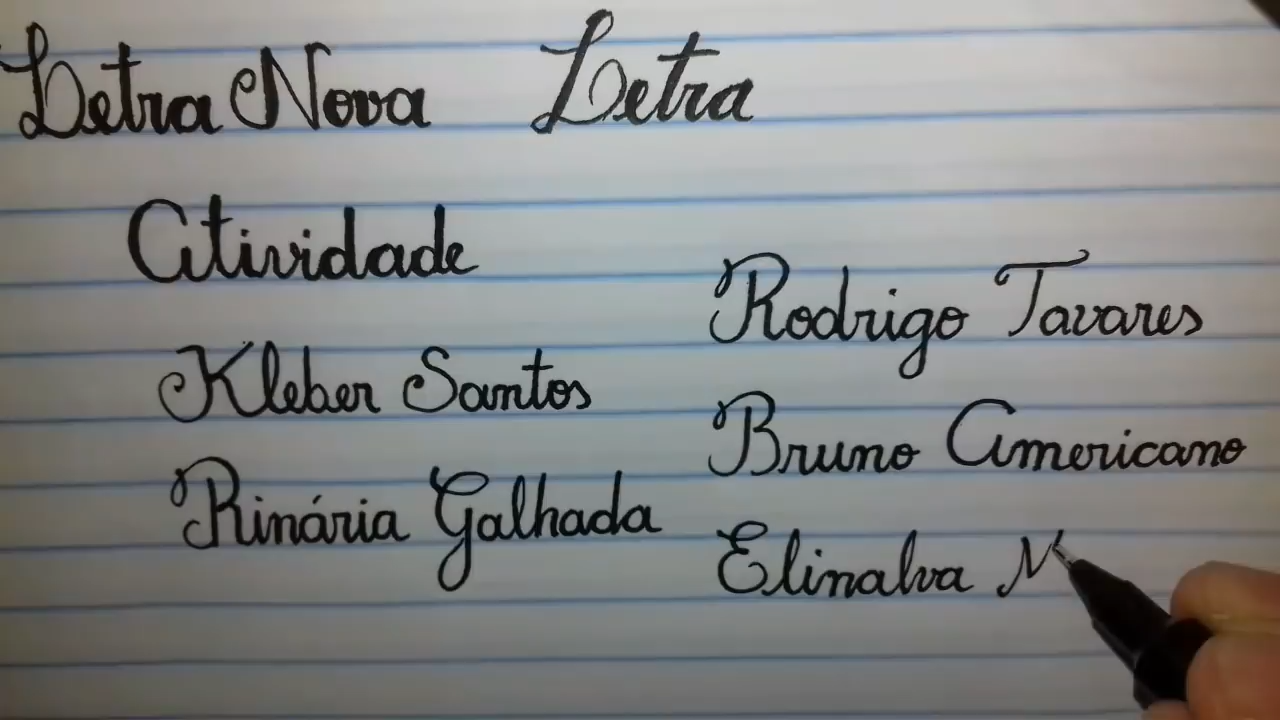 Letra Nova Letra
Atividade
Kleber Santos
Rinária Galhada
Rodrigo Tavares
Bruno Americano
Elinalva